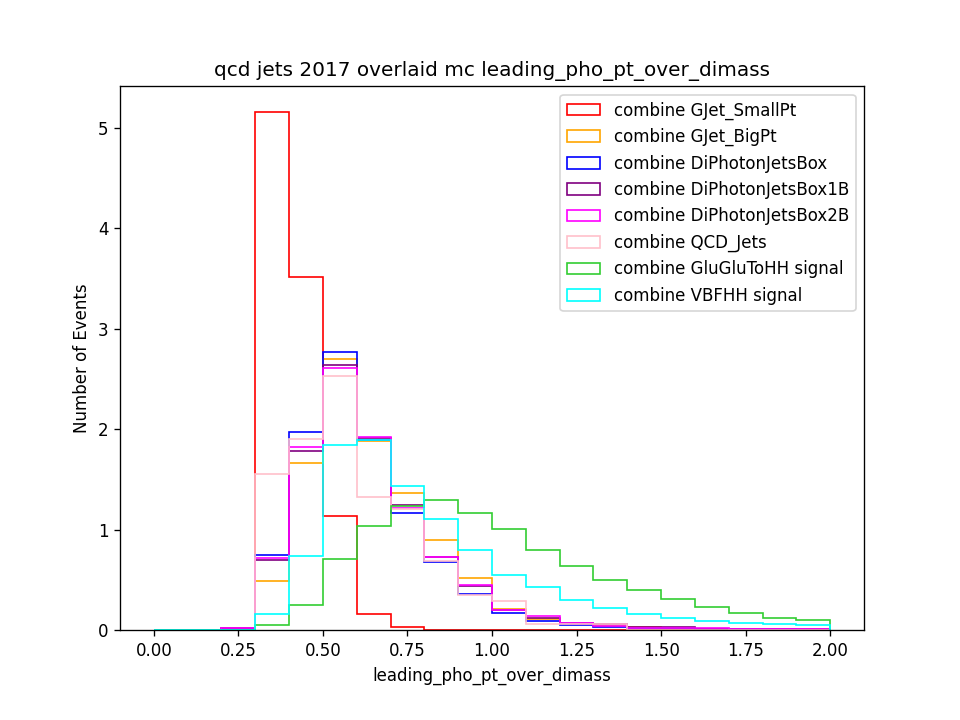 qcd jets 2017 overlaid mc leading_pho_pt_over_dimass
combine GJet_SmallPt
combine GJet_BigPt
combine DiPhotonJetsBox
combine DiPhotonJetsBox1B
combine DiPhotonJetsBox2B
combine QCD_Jets
combine GluGluToHH signal
combine VBFHH signal
Number of Events
5
4
3
2
1
0
0.00 0.25 0.50 0.75 1.00 1.25 1.50 1.75 2.00
leading_pho_pt_over_dimass